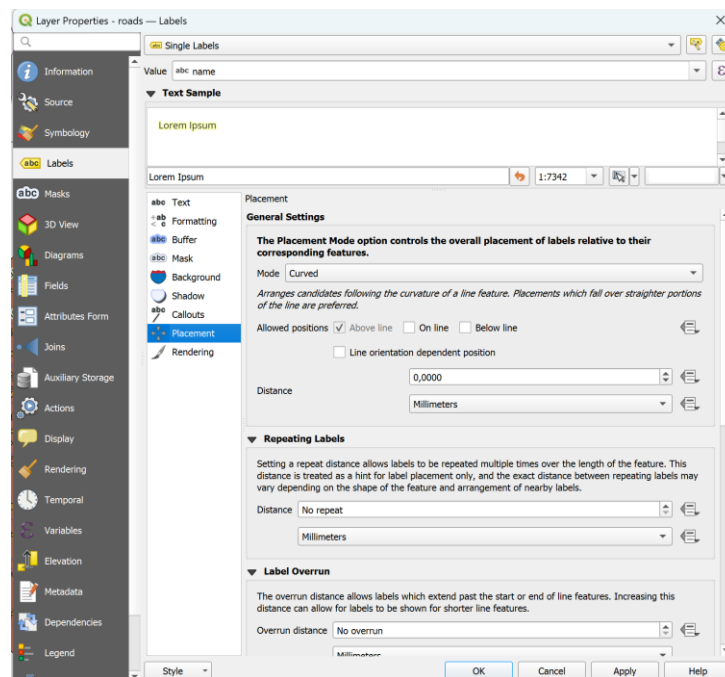 Layer Properties - roads — Labels
Information
Source
Symbology
abc Labels
abc Masks
3D View
Diagrams
Fields
Attributes Form
Joins
Auxiliary Storage
Actions
Display
Rendering
Temporal
Variables
Elevation
Metadata
Dependencies
Legend
abc Single Labels
Value abc name
Text Sample
Lorem Ipsum
Lorem Ipsum
1:7342
abc Text
+ab < c Formatting
abc Buffer
abc Mask
Background
Shadow
abc Callouts
Placement
Rendering
Placement
General Settings
The Placement Mode option controls the overall placement of labels relative to their
corresponding features.
Mode Curved
Arranges candidates following the curvature of a line feature. Placements which fall over straighter portions
of the line are preferred.
Allowed positions Above line On line Below line
Line orientation dependent position
0,0000
Distance
Millimeters
Repeating Labels
Setting a repeat distance allows labels to be repeated multiple times over the length of the feature. This
distance is treated as a hint for label placement only, and the exact distance between repeating labels may
vary depending on the shape of the feature and arrangement of nearby labels.
Distance No repeat
Millimeters
Label Overrun
The overrun distance allows labels which extend past the start or end of line features. Increasing this
distance can allow for labels to be shown for shorter line features.
Overrun distance No overrun
Millimeters
Style
OK Cancel Apply Help